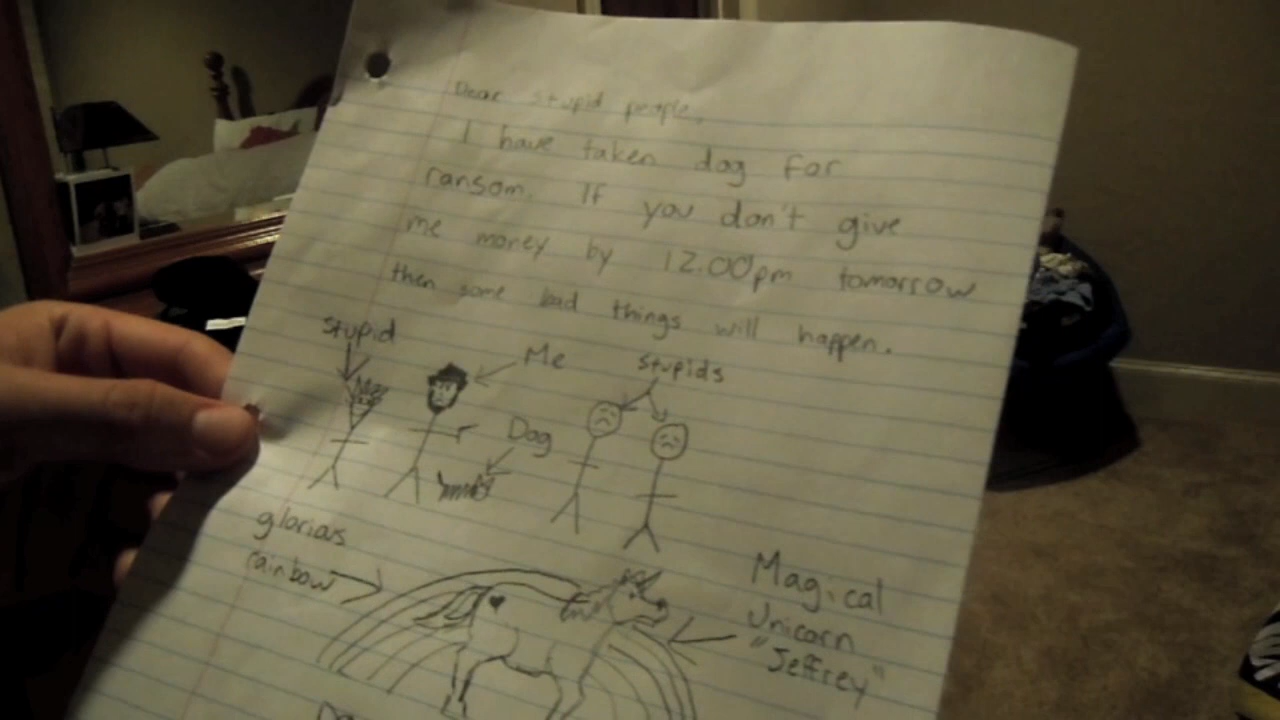 Dear stupid people,
I have taken dog for
ransom. If you don't give
me money by 12.00pm tomorrow
then some bad things will happen.
stupid
Me
stupids
Dog
glorious
rainbow
Magical
Unicorn
"Jeffrey"